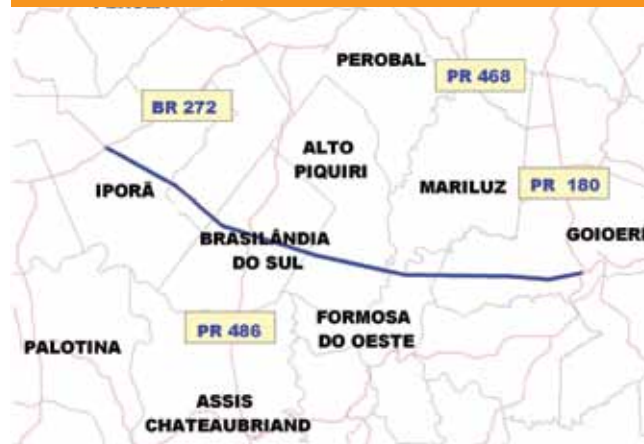 PEROBAL
PR 468
BR 272
ALTO
PIQUIRI
IPORÃ
MARILUZ
PR 180
BRASILÂNDIA
DO SUL
GOIOERE
FORMOSA
DO OESTE
PR 486
PALOTINA
ASSIS
CHATEAUBRIAND